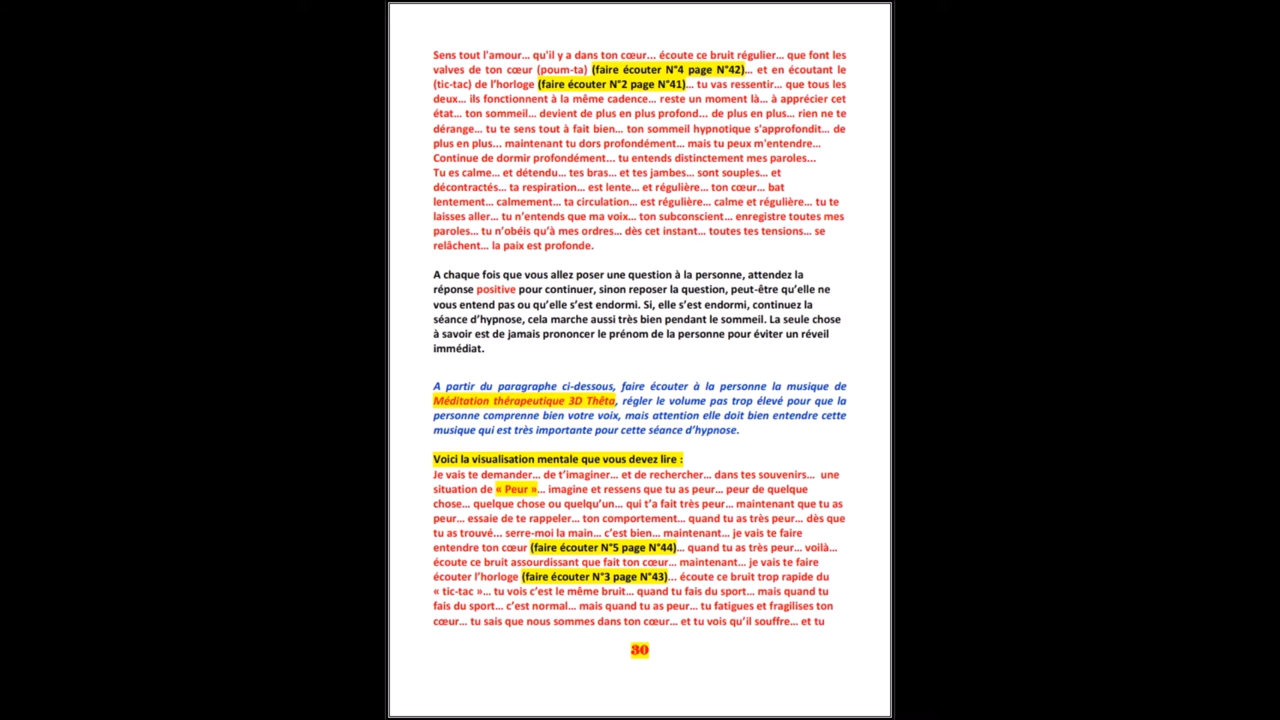 Sens tout l'amour... qu'il y a dans ton cœur... écoute ce bruit régulier... que font les
valves de ton cœur (poum-ta) (faire écouter N°4 page N°42)... et en écoutant le
(tic-tac) de l'horloge (faire écouter N°2 page N°41)... tu vas ressentir... que tous les
deux... ils fonctionnent à la même cadence... reste un moment là... à apprécier cet
état... ton sommeil... devient de plus en plus profond... de plus en plus... rien ne te
dérange... tu te sens tout à fait bien... ton sommeil hypnotique s'approfondit... de
plus en plus... maintenant tu dors profondément... mais tu peux m'entendre...
Continue de dormir profondément... tu entends distinctement mes paroles...
Tu es calme... et détendu... tes bras... et tes jambes... sont souples... et
décontractés... ta respiration... est lente... et régulière... ton cœur... bat
lentement... calmement... ta circulation... est régulière... calme et régulière... tu te
laisses aller... tu n'entends que ma voix... ton subconscient... enregistre toutes mes
paroles... tu n'obéis qu'à mes ordres... dès cet instant... toutes tes tensions... se
relâchent... la paix est profonde.
A chaque fois que vous allez poser une question à la personne, attendez la
réponse positive pour continuer, sinon reposer la question, peut-être qu'elle ne
vous entend pas ou qu'elle s'est endormi. Si, elle s'est endormi, continuez la
séance d'hypnose, cela marche aussi très bien pendant le sommeil. La seule chose
à savoir est de jamais prononcer le prénom de la personne pour éviter un réveil
immédiat.
A partir du paragraphe ci-dessous, faire écouter à la personne la musique de
Méditation thérapeutique 3D Thêta, régler le volume pas trop élevé pour que la
personne comprenne bien votre voix, mais attention elle doit bien entendre cette
musique qui est très importante pour cette séance d'hypnose.
Voici la visualisation mentale que vous devez lire :
Je vais te demander... de t'imaginer... et de rechercher... dans tes souvenirs... une
situation de « Peur »... imagine et ressens que tu as peur... peur de quelque
chose... quelque chose ou quelqu'un... qui t'a fait très peur... maintenant que tu as
peur... essaie de te rappeler... ton comportement... quand tu as très peur... dès que
tu as trouvé... serre-moi la main... c'est bien... maintenant... je vais te faire
entendre ton cœur (faire écouter N°5 page N°44)... quand tu as très peur... voilà...
écoute ce bruit assourdissant que fait ton cœur... maintenant... je vais te faire
écouter l'horloge (faire écouter N°3 page N°43)... écoute ce bruit trop rapide du
« tic-tac »... tu vois c'est le même bruit... quand tu fais du sport... mais quand tu
fais du sport... c'est normal... mais quand tu as peur... tu fatigues et fragilises ton
cœur... tu sais que nous sommes dans ton cœur... et tu vois qu'il souffre... et tu
30